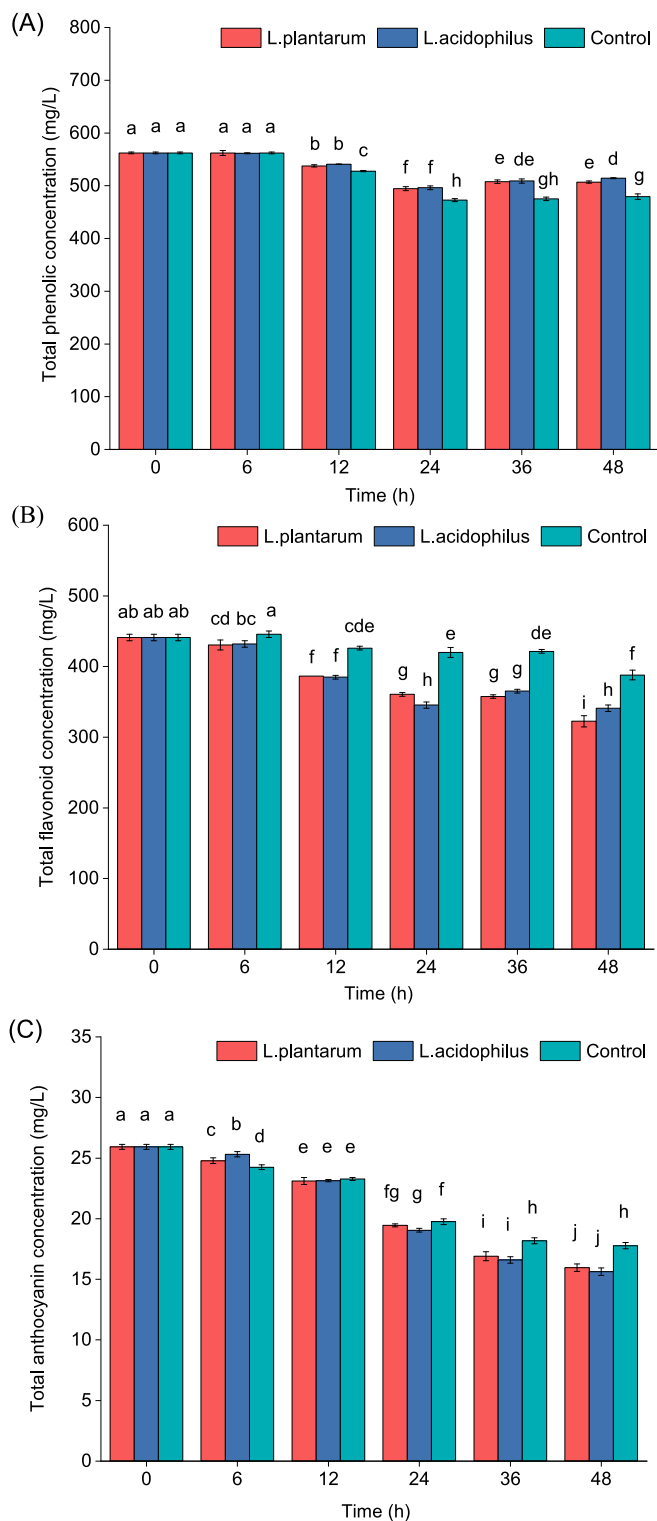 (A)
800
700
600
500
400
300
200
100
0
Total phenolic concentration (mg/L)
L.plantarum L.acidophilus Control
a a a a a a b b c f f h e de gh e d g
0 6 12 24 36 48
Time (h)
(B)
600
500
400
300
200
100
0
Total flavonoid concentration (mg/L)
L.plantarum L.acidophilus Control
ab ab ab cd bc a f f cde g h e g g de i h f
0 6 12 24 36 48
Time (h)
(C)
35
30
25
20
15
10
5
0
Total anthocyanin concentration (mg/L)
L.plantarum L.acidophilus Control
a a a c b d e e e fg g f i i h j j h
0 6 12 24 36 48
Time (h)